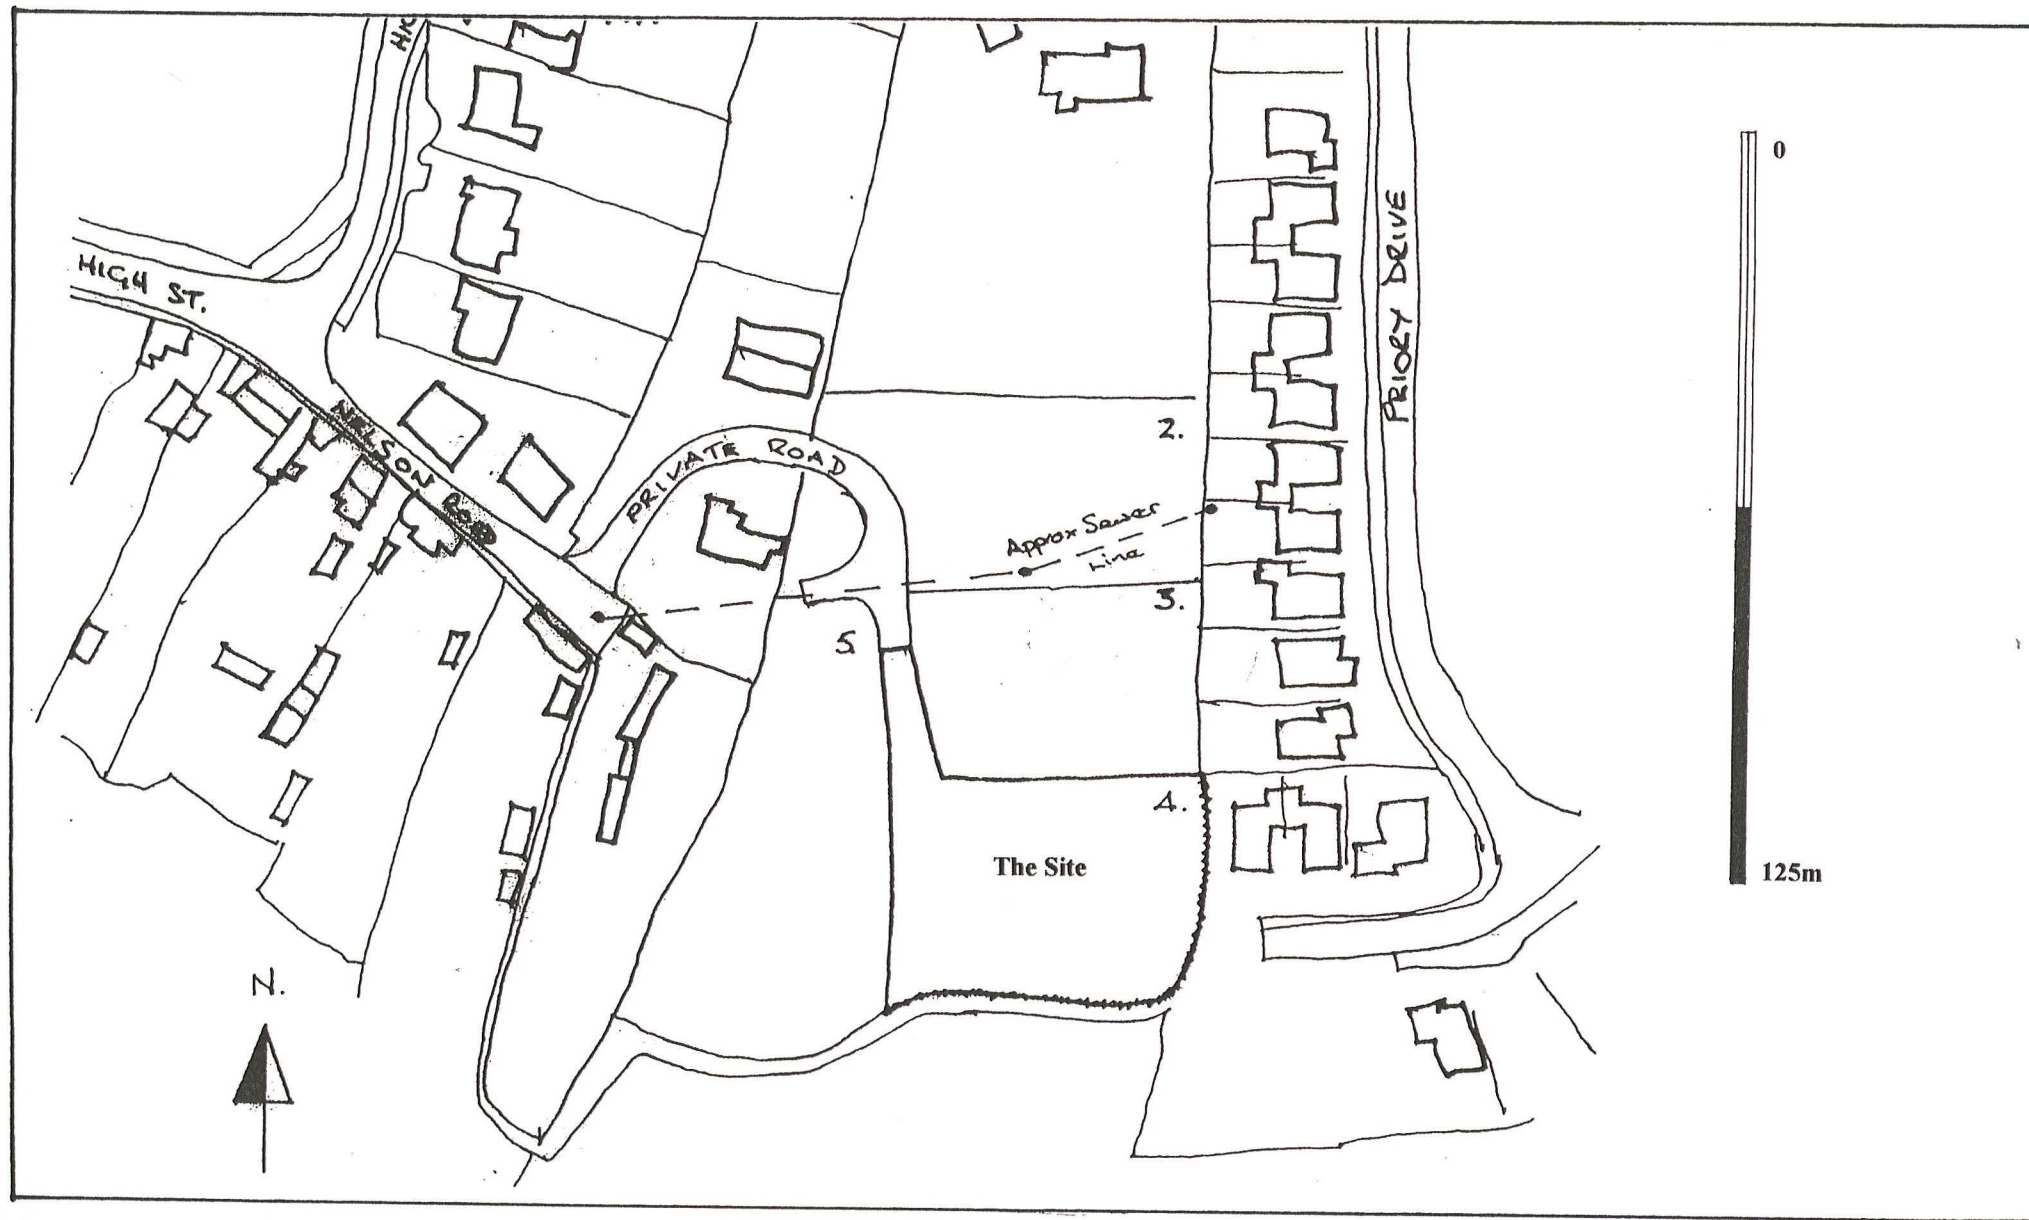 HIGH ST.
NELSON ROAD
PRIVATE ROAD
PRIORY DRIVE
0
2.
Approx Sewer
Line
3.
5.
4.
The Site
125m
N.